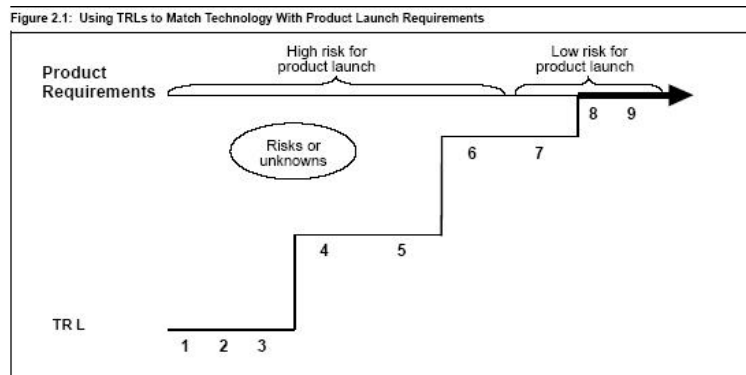 Figure 2.1: Using TRLs to Match Technology With Product Launch Requirements
High risk for
product launch
Low risk for
product launch
Product
Requirements
8 9
Risks or
unknowns
6 7
4 5
TR L
1 2 3